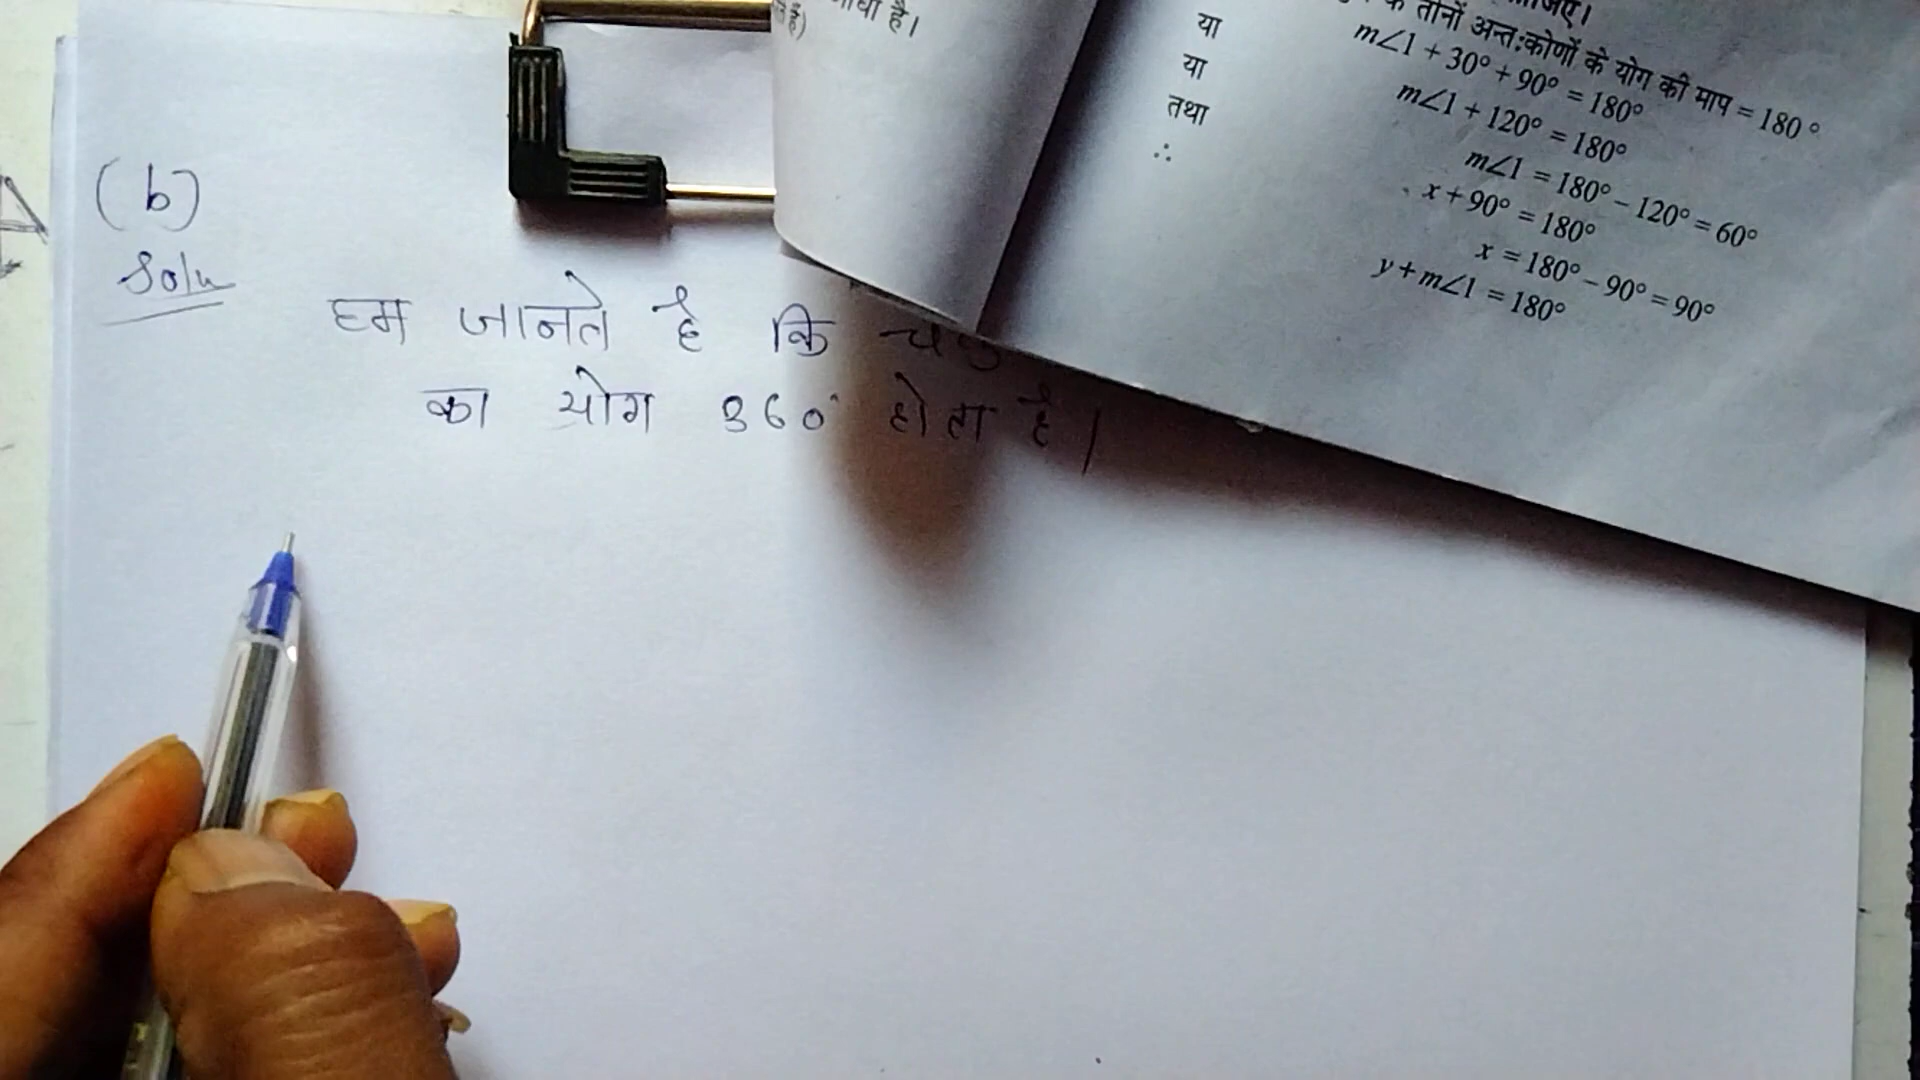 (b)
Solu
हम जानते है कि
का योग 360° होता है।
है।
या
या
तथा
∴
तीनों अन्त:कोणों के योग की माप = 180°
m∠1 + 30° + 90° = 180°
m∠1 + 120° = 180°
m∠1 = 180° – 120° = 60°
x + 90° = 180°
x = 180° – 90° = 90°
y + m∠1 = 180°